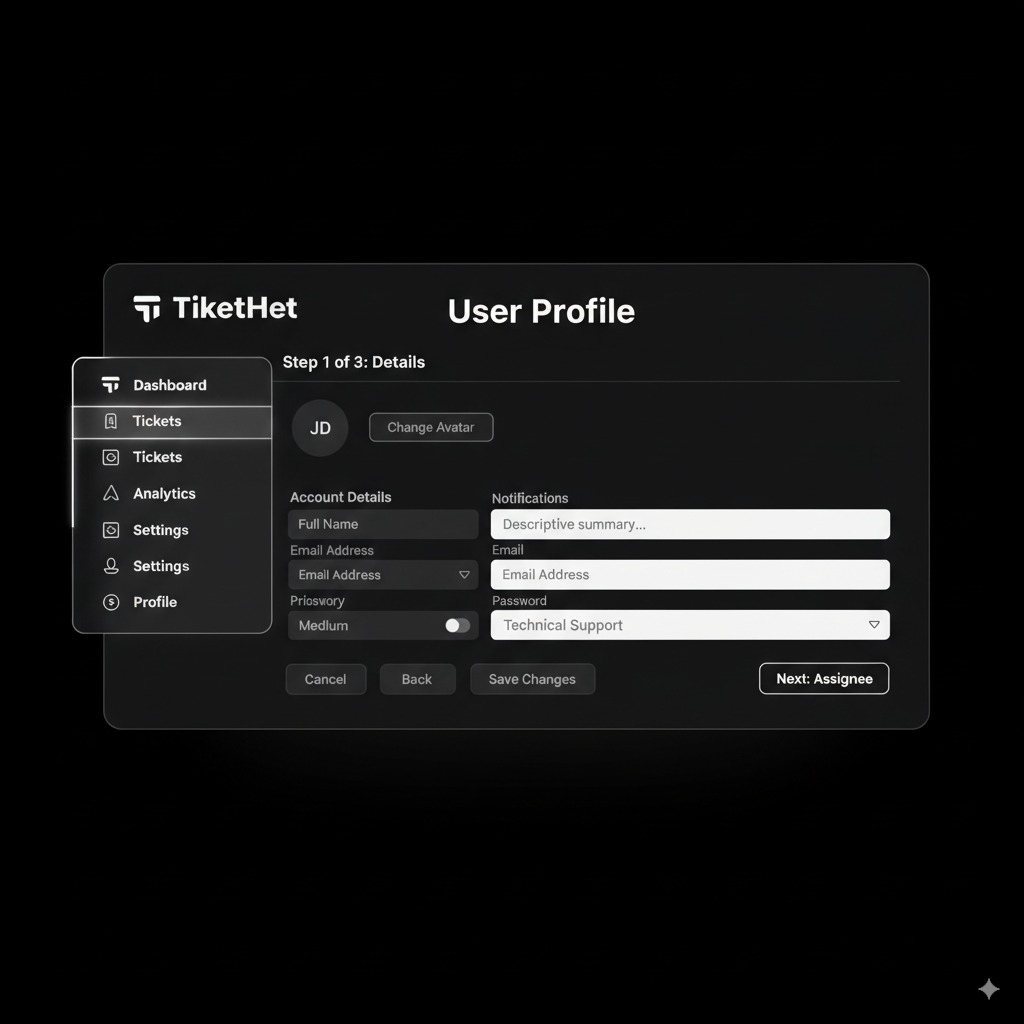 TiketHet
User Profile
Step 1 of 3: Details
Dashboard
Tickets
Tickets
Analytics
Settings
Settings
Profile
JD
Change Avatar
Account Details
Notifications
Full Name
Descriptive summary...
Email Address
Email
Email Address
Email Address
Prioswory
Password
Medlum
Technical Support
Cancel
Back
Save Changes
Next: Assignee